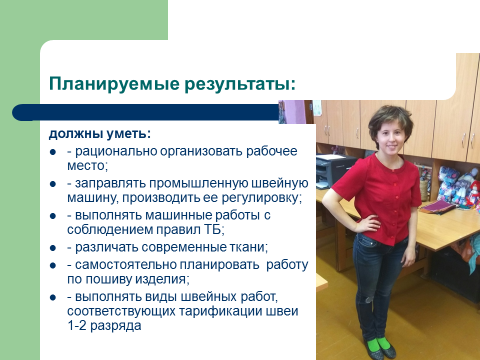 Планируемые результаты:
должны уметь:
- рационально организовать рабочее
место;
- заправлять промышленную швейную
машину, производить ее регулировку;
- выполнять машинные работы с
соблюдением правил ТБ;
- различать современные ткани;
- самостоятельно планировать  работу
по пошиву изделия;
- выполнять виды швейных работ,
соответствующих тарификации швеи
1-2 разряда